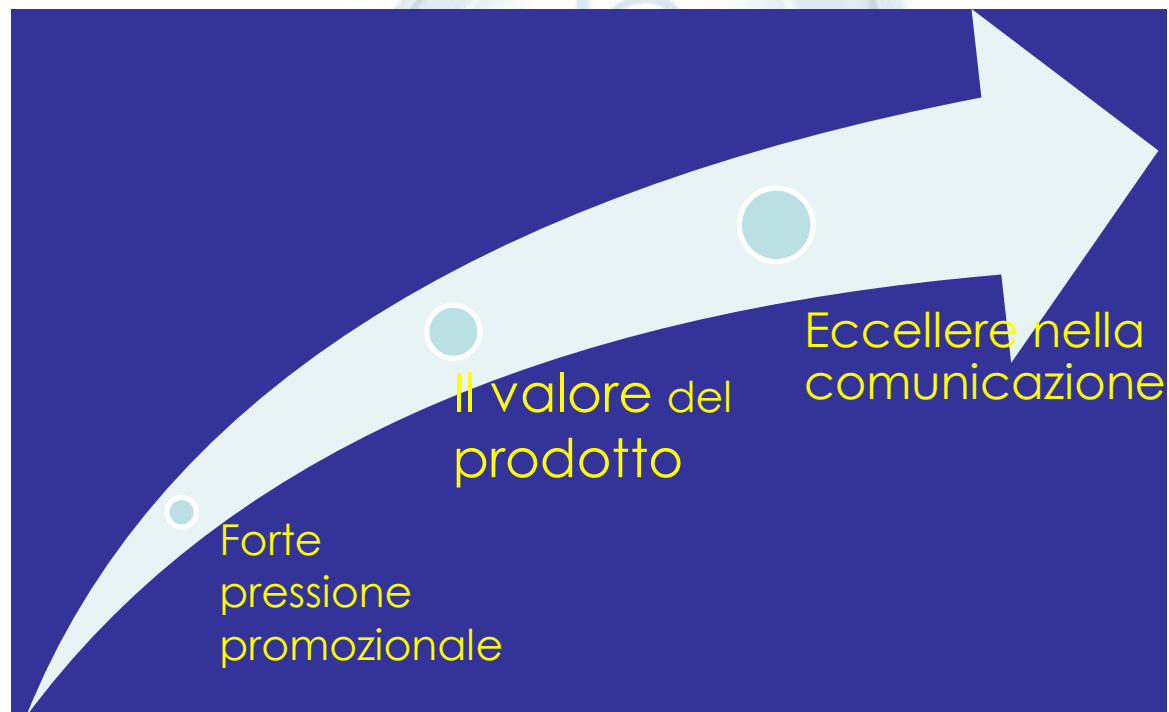 Forte
pressione
promozionale
Il valore del
prodotto
Eccellere nella
comunicazione